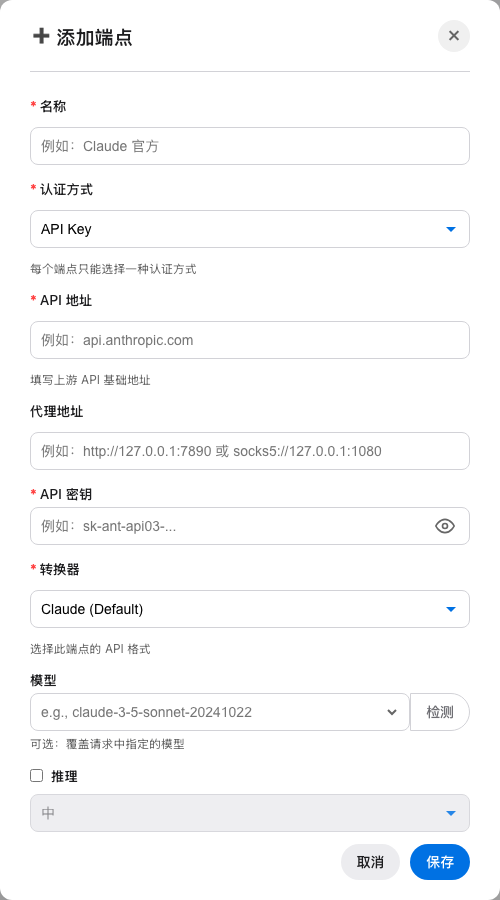 添加端点
* 名称
例如：Claude 官方
* 认证方式
API Key
每个端点只能选择一种认证方式
* API 地址
例如：api.anthropic.com
填写上游 API 基础地址
代理地址
例如：http://127.0.0.1:7890 或 socks5://127.0.0.1:1080
* API 密钥
例如：sk-ant-api03-...
* 转换器
Claude (Default)
选择此端点的 API 格式
模型
e.g., claude-3-5-sonnet-20241022
检测
可选：覆盖请求中指定的模型
推理
中
取消
保存